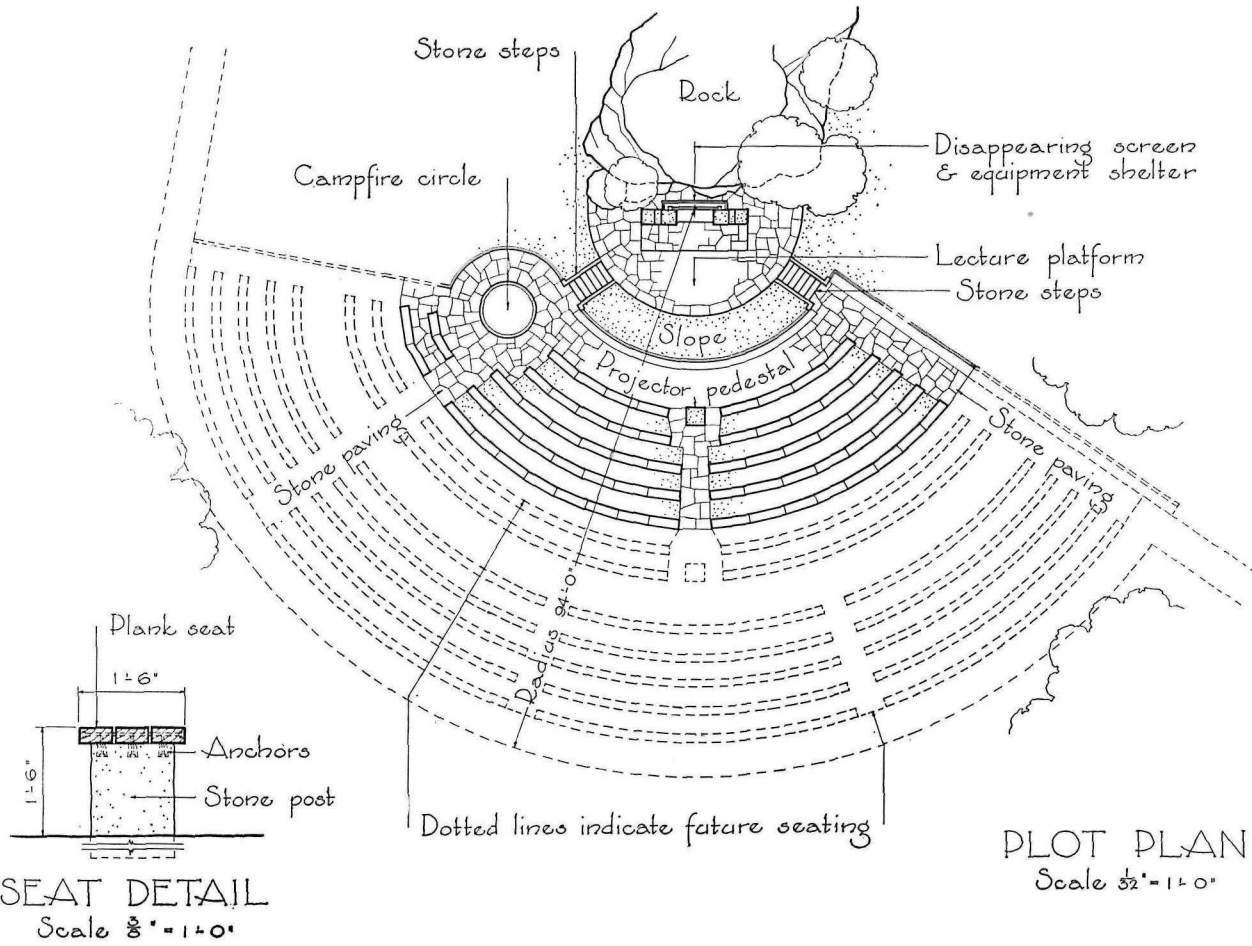 Stone steps
Rock
Campfire circle
Disappearing screen
& equipment shelter
Lecture platform
Stone steps
Slope
Projector pedestal
Stone paving
Stone paving
Radius 94'-0"
Plank seat
1'-6"
1'-6"
Anchors
Stone post
Dotted lines indicate future seating
SEAT DETAIL
Scale 3/8" = 1'-0"
PLOT PLAN
Scale 1/32" = 1'-0"